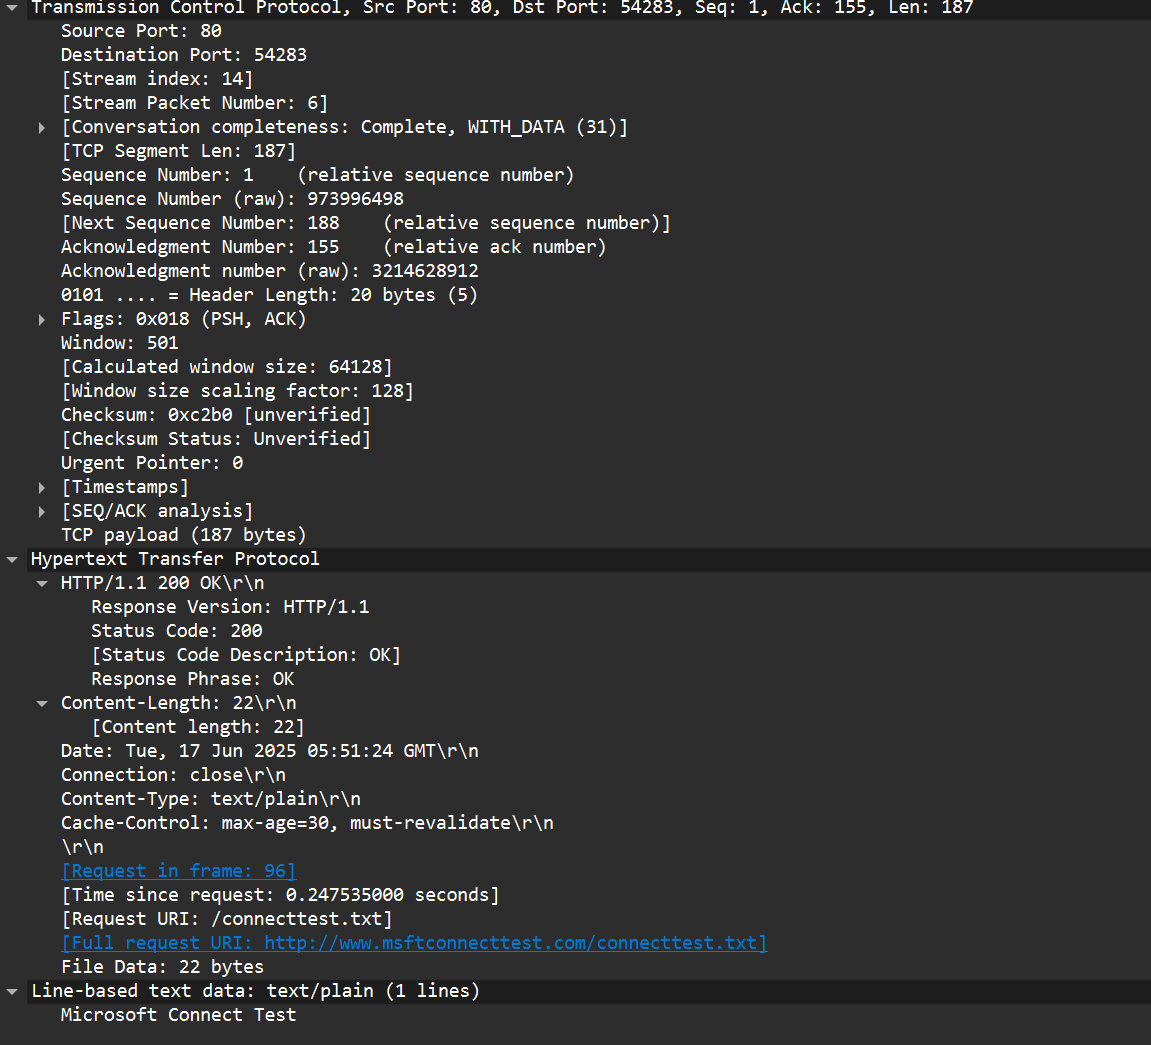 Transmission Control Protocol, Src Port: 80, Dst Port: 54283, Seq: 1, Ack: 155, Len: 187
Source Port: 80
Destination Port: 54283
[Stream index: 14]
[Stream Packet Number: 6]
[Conversation completeness: Complete, WITH_DATA (31)]
[TCP Segment Len: 187]
Sequence Number: 1    (relative sequence number)
Sequence Number (raw): 973996498
[Next Sequence Number: 188    (relative sequence number)]
Acknowledgment Number: 155    (relative ack number)
Acknowledgment number (raw): 3214628912
0101 .... = Header Length: 20 bytes (5)
Flags: 0x018 (PSH, ACK)
Window: 501
[Calculated window size: 64128]
[Window size scaling factor: 128]
Checksum: 0xc2b0 [unverified]
[Checksum Status: Unverified]
Urgent Pointer: 0
[Timestamps]
[SEQ/ACK analysis]
TCP payload (187 bytes)
Hypertext Transfer Protocol
HTTP/1.1 200 OK\r\n
Response Version: HTTP/1.1
Status Code: 200
[Status Code Description: OK]
Response Phrase: OK
Content-Length: 22\r\n
[Content length: 22]
Date: Tue, 17 Jun 2025 05:51:24 GMT\r\n
Connection: close\r\n
Content-Type: text/plain\r\n
Cache-Control: max-age=30, must-revalidate\r\n
\r\n
[Request in frame: 96]
[Time since request: 0.247535000 seconds]
[Request URI: /connecttest.txt]
[Full request URI: http://www.msftconnecttest.com/connecttest.txt]
File Data: 22 bytes
Line-based text data: text/plain (1 lines)
Microsoft Connect Test